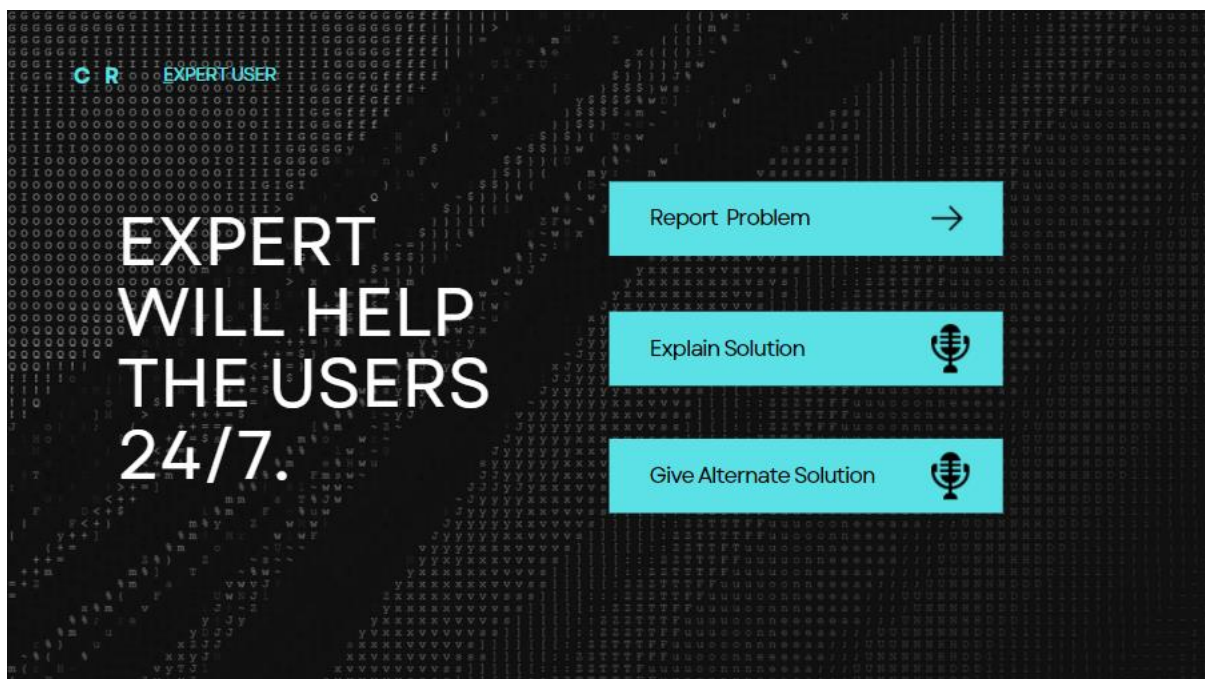 C R EXPERT USER
EXPERT
WILL HELP
THE USERS
24/7.
Report Problem
Explain Solution
Give Alternate Solution